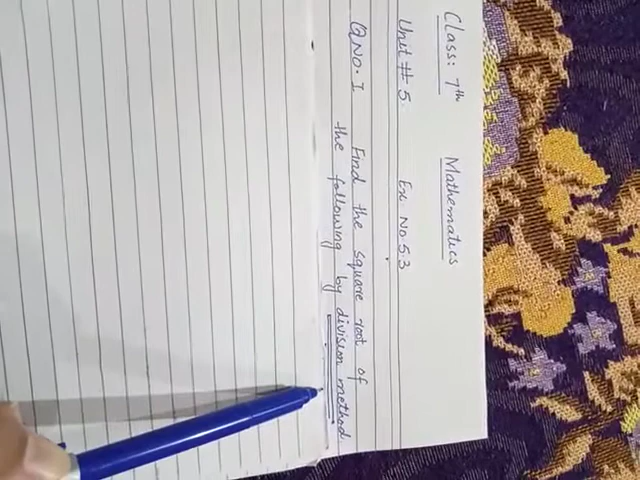 Class: 7th Mathematics
Unit # 5. Ex No 5.3
Q No. 1 Find the square root of
the following by division method